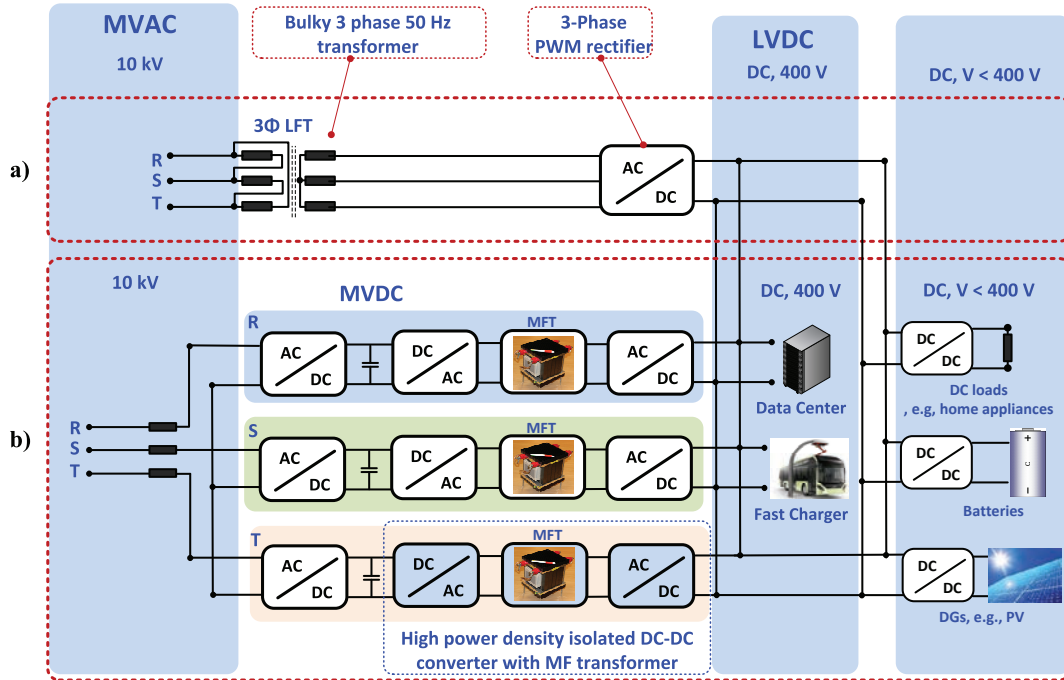 MVAC
10 kV
Bulky 3 phase 50 Hz
transformer
3-Phase
PWM rectifier
LVDC
DC, 400 V
DC, V < 400 V
a)
3Φ LFT
R
S
T
AC
DC
b)
10 kV
MVDC
DC, 400 V
DC, V < 400 V
R
AC
DC
DC
AC
MFT
AC
DC
Data Center
DC
DC
DC loads
, e.g, home appliances
R
S
T
S
AC
DC
DC
AC
MFT
AC
DC
Fast Charger
DC
DC
+
C
−
Batteries
T
AC
DC
DC
AC
MFT
AC
DC
DC
DC
DGs, e.g., PV
High power density isolated DC-DC
converter with MF transformer